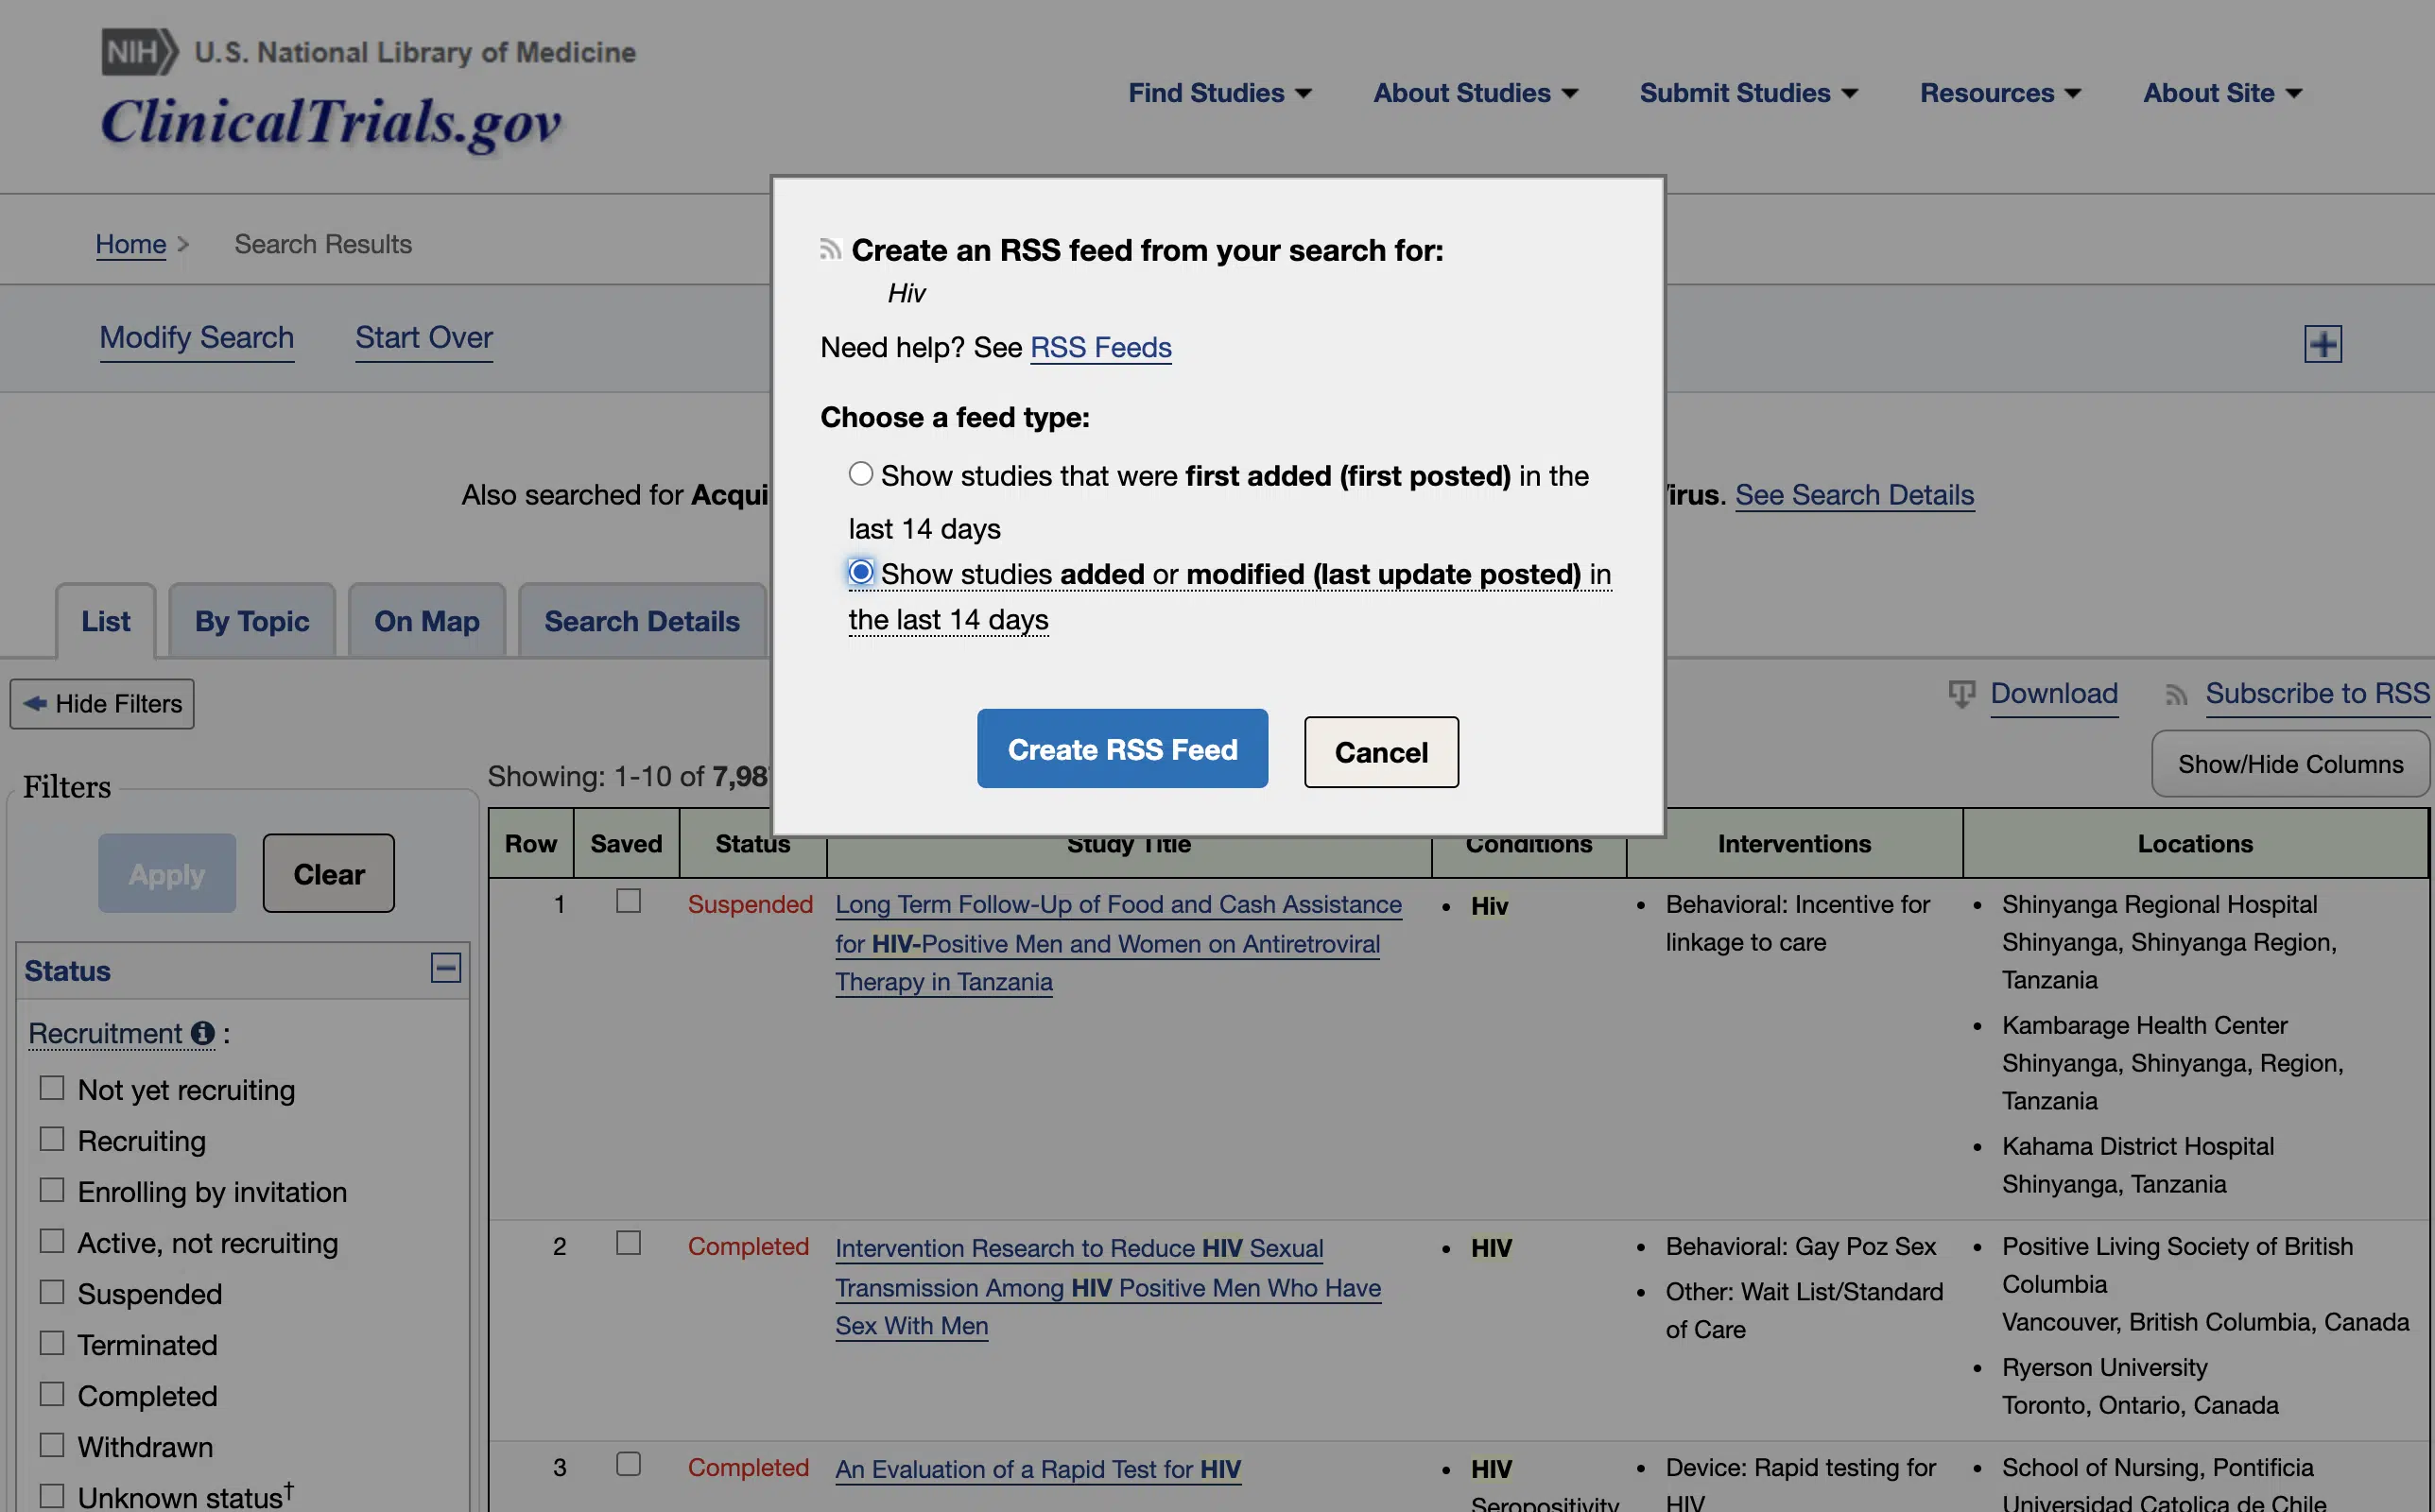 NIH U.S. National Library of Medicine
ClinicalTrials.gov
Find Studies
About Studies
Submit Studies
Resources
About Site
Home
Search Results
Modify Search
Start Over
Create an RSS feed from your search for:
Hiv
Need help? See RSS Feeds
Choose a feed type:
Show studies that were first added (first posted) in the
last 14 days
Show studies added or modified (last update posted) in
the last 14 days
Create RSS Feed
Cancel
Also searched for
See Search Details
List
By Topic
On Map
Search Details
Hide Filters
Download
Subscribe to RSS
Show/Hide Columns
Showing: 1-10 of
Filters
Apply
Clear
Status
Recruitment :
Not yet recruiting
Recruiting
Enrolling by invitation
Active, not recruiting
Suspended
Terminated
Completed
Withdrawn
Unknown status†
Row
Saved
Status
Study Title
Conditions
Interventions
Locations
1
Suspended
Long Term Follow-Up of Food and Cash Assistance
for HIV-Positive Men and Women on Antiretroviral
Therapy in Tanzania
• Hiv
• Behavioral: Incentive for
linkage to care
• Shinyanga Regional Hospital
Shinyanga, Shinyanga Region,
Tanzania
• Kambarage Health Center
Shinyanga, Shinyanga, Region,
Tanzania
• Kahama District Hospital
Shinyanga, Tanzania
2
Completed
Intervention Research to Reduce HIV Sexual
Transmission Among HIV Positive Men Who Have
Sex With Men
• HIV
• Behavioral: Gay Poz Sex
• Other: Wait List/Standard
of Care
• Positive Living Society of British
Columbia
Vancouver, British Columbia, Canada
• Ryerson University
Toronto, Ontario, Canada
3
Completed
An Evaluation of a Rapid Test for HIV
• HIV
Seropositivity
• Device: Rapid testing for
HIV
• School of Nursing, Pontificia
Universidad Catolica de Chile